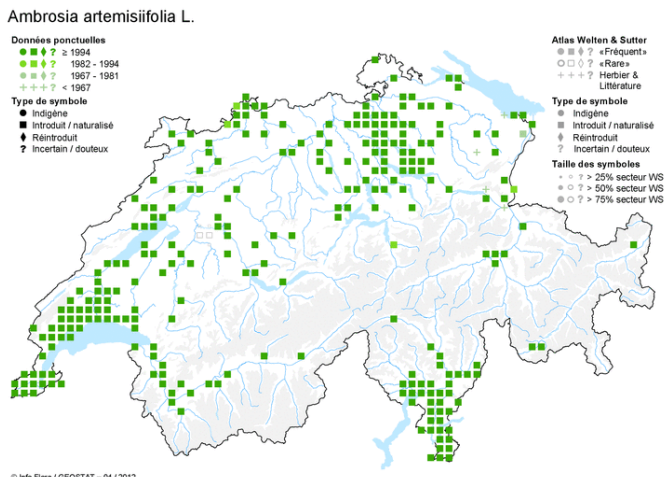 Ambrosia artemisiifolia L.
Données ponctuelles
≥ 1994
1982 - 1994
1967 - 1981
< 1967
Type de symbole
Indigène
Introduit / naturalisé
Réintroduit
? Incertain / douteux
Atlas Welten & Sutter
? «Fréquent»
? «Rare»
+++ Herbier &
Littérature
Type de symbole
Indigène
Introduit / naturalisé
Réintroduit
? Incertain / douteux
Taille des symboles
? > 25% secteur WS
? > 50% secteur WS
? > 75% secteur WS
© Info Flora / GEOSTAT – 01 / 2013